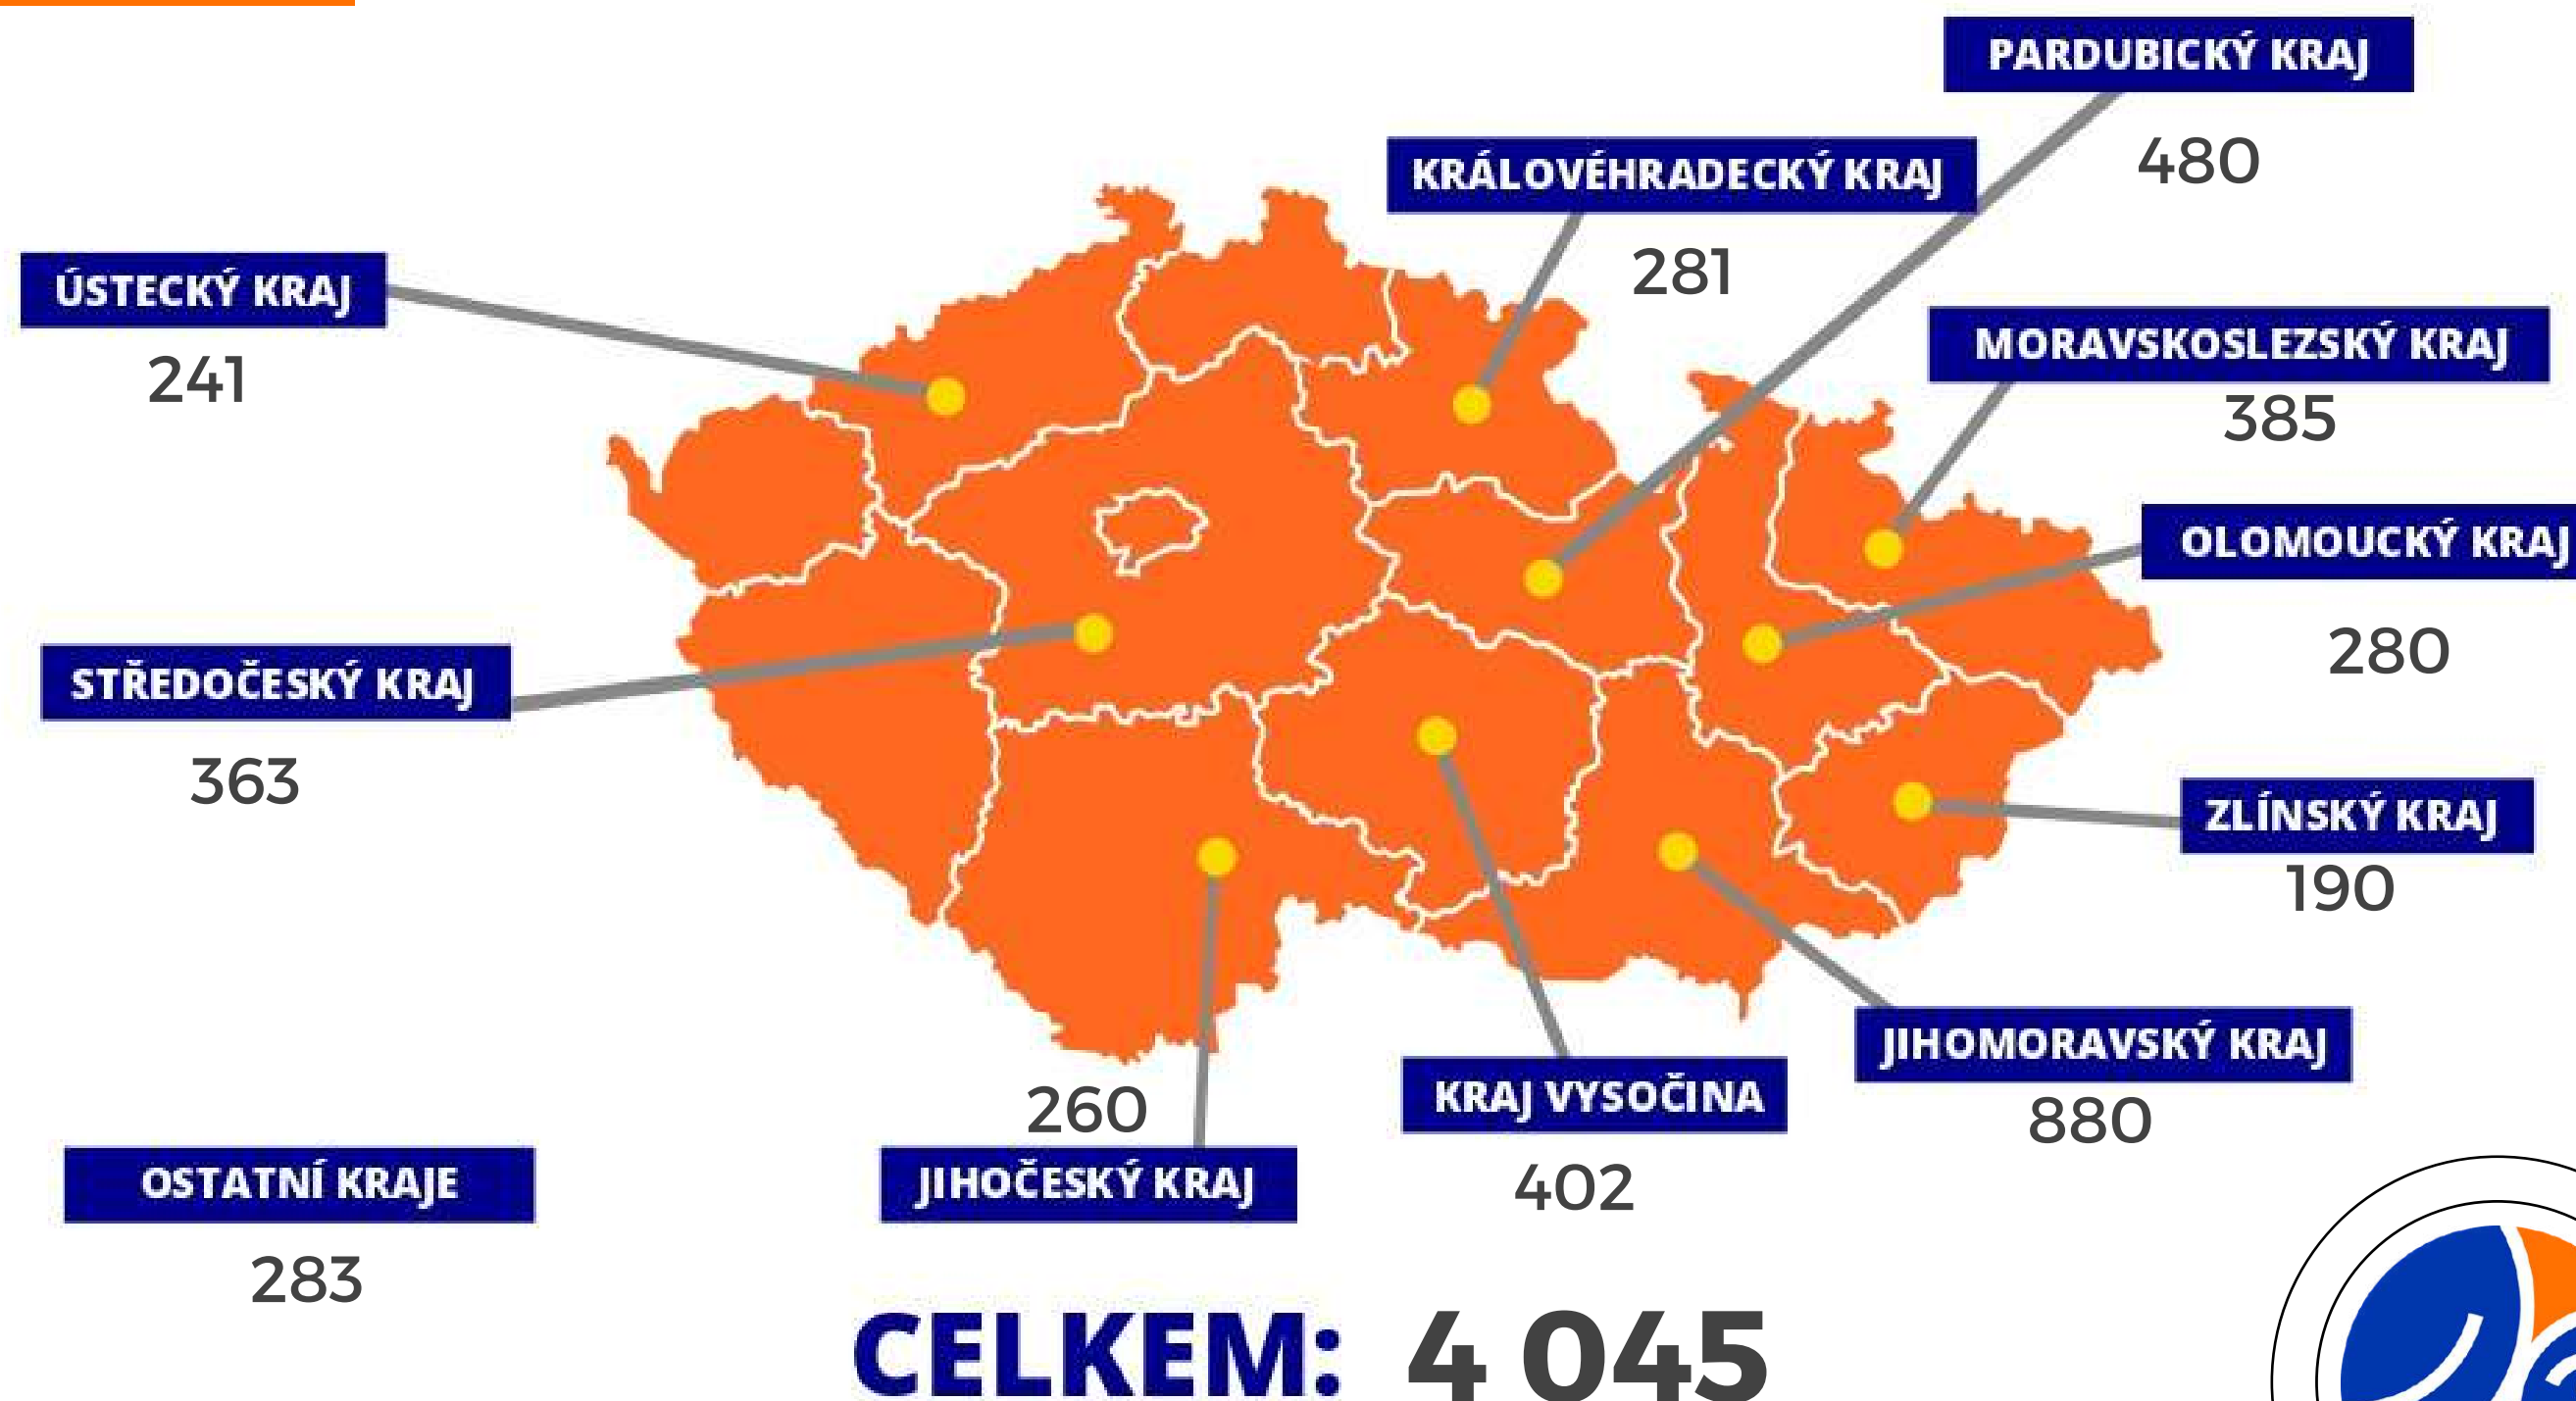 PARDUBICKÝ KRAJ
480
KRÁLOVÉHRADECKÝ KRAJ
281
ÚSTECKÝ KRAJ
241
MORAVSKOSLEZSKÝ KRAJ
385
OLOMOUCKÝ KRAJ
280
STŘEDOČESKÝ KRAJ
363
ZLÍNSKÝ KRAJ
190
JIHOMORAVSKÝ KRAJ
880
KRAJ VYSOČINA
402
260
JIHOČESKÝ KRAJ
OSTATNÍ KRAJE
283
CELKEM: 4 045